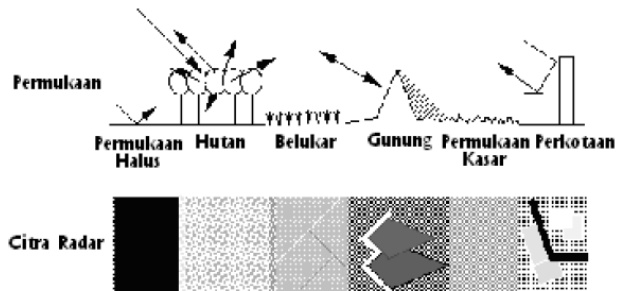 Permukaan
Permukaan Hutan Belukar Gunung Permukaan Perkotaan
Halus Kasar
Citra Radar